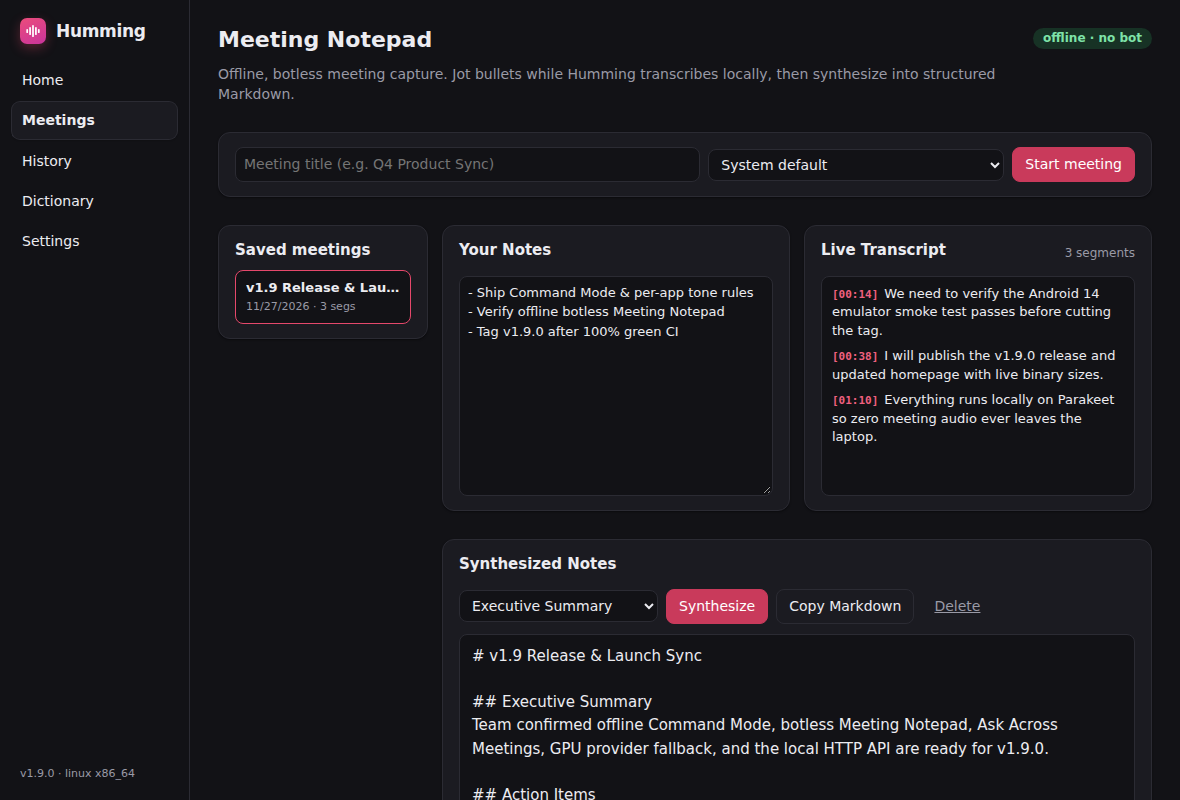 Humming
Home
Meetings
History
Dictionary
Settings
v1.9.0 · linux x86_64
Meeting Notepad
offline · no bot
Offline, botless meeting capture. Jot bullets while Humming transcribes locally, then synthesize into structured
Markdown.
Meeting title (e.g. Q4 Product Sync)
System default
Start meeting
Saved meetings
v1.9 Release & Lau...
11/27/2026 · 3 segs
Your Notes
- Ship Command Mode & per-app tone rules
- Verify offline botless Meeting Notepad
- Tag v1.9.0 after 100% green CI
Live Transcript
3 segments
[00:14] We need to verify the Android 14
emulator smoke test passes before cutting
the tag.
[00:38] I will publish the v1.9.0 release and
updated homepage with live binary sizes.
[01:10] Everything runs locally on Parakeet
so zero meeting audio ever leaves the
laptop.
Synthesized Notes
Executive Summary
Synthesize
Copy Markdown
Delete
# v1.9 Release & Launch Sync
## Executive Summary
Team confirmed offline Command Mode, botless Meeting Notepad, Ask Across
Meetings, GPU provider fallback, and the local HTTP API are ready for v1.9.0.
## Action Items